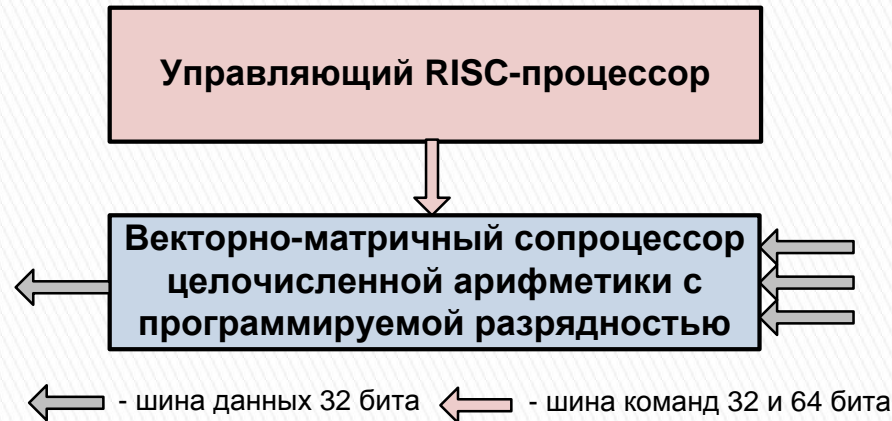 Управляющий RISC-процессор
Векторно-матричный сопроцессор
целочисленной арифметики с
программируемой разрядностью
- шина данных 32 бита - шина команд 32 и 64 бита